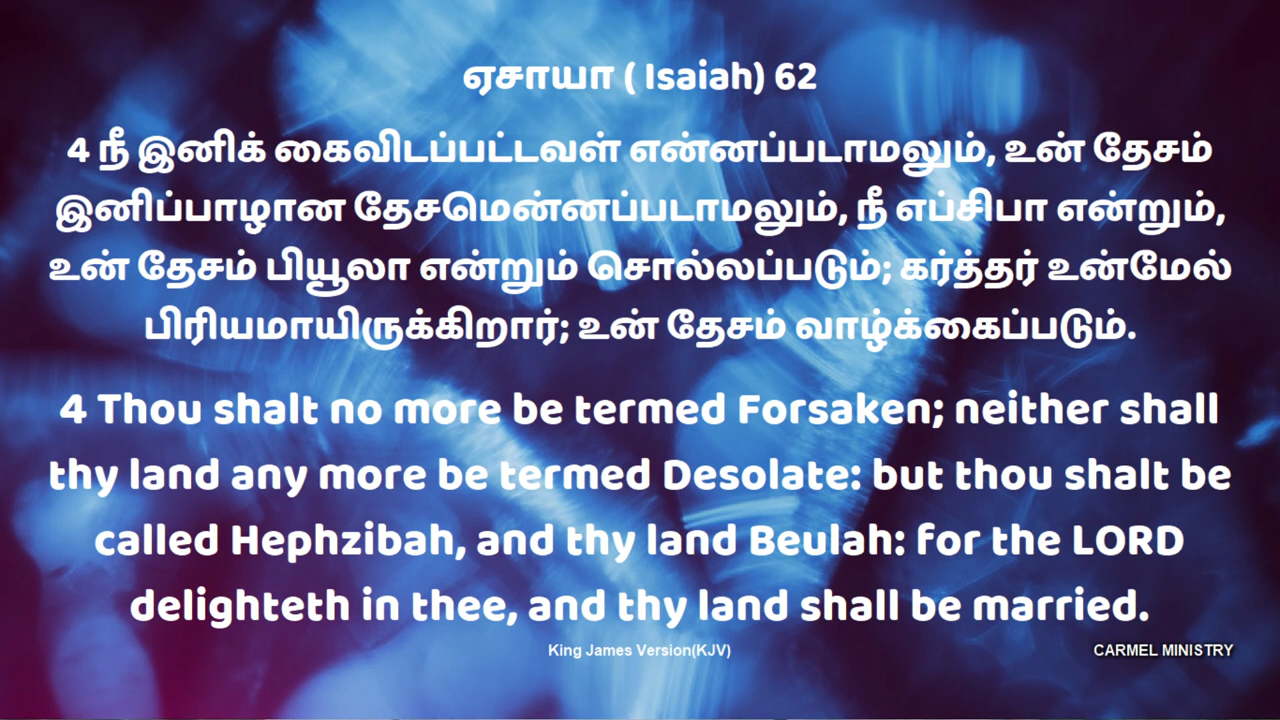 ஏசாயா ( Isaiah) 62
4 நீ இனிக் கைவிடப்பட்டவள் என்னப்படாமலும், உன் தேசம்
இனிப்பாழான தேசமென்னப்படாமலும், நீ எப்சிபா என்றும்,
உன் தேசம் பியூலா என்றும் சொல்லப்படும்; கர்த்தர் உன்மேல்
பிரியமாயிருக்கிறார்; உன் தேசம் வாழ்க்கைப்படும்.
4 Thou shalt no more be termed Forsaken; neither shall
thy land any more be termed Desolate: but thou shalt be
called Hephzibah, and thy land Beulah: for the LORD
delighteth in thee, and thy land shall be married.
King James Version(KJV)
CARMEL MINISTRY